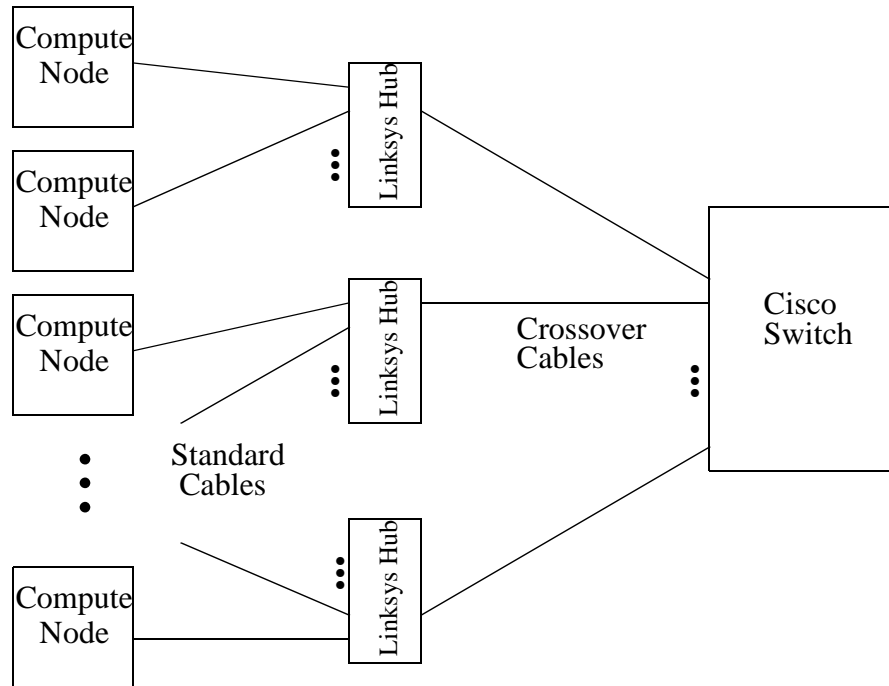 Compute
Node
Compute
Node
Compute
Node
Compute
Node
Standard
Cables
Linksys Hub
Linksys Hub
Linksys Hub
Crossover
Cables
Cisco
Switch